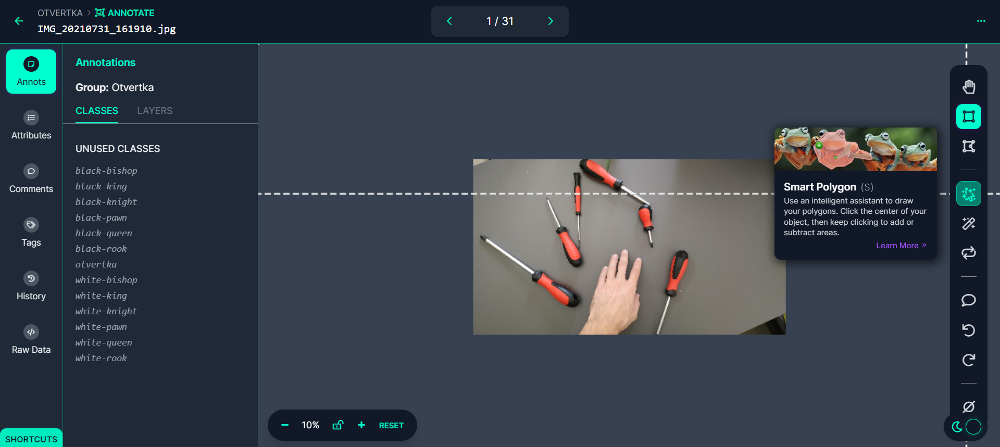 OTVERTKA > ANNOTATE
IMG_20210731_161910.jpg
1 / 31
Annots
Attributes
Comments
Tags
History
Raw Data
SHORTCUTS
Annotations
Group: Otvertka
CLASSES LAYERS
UNUSED CLASSES
black-bishop
black-king
black-knight
black-pawn
black-queen
black-rook
otvertka
white-bishop
white-king
white-knight
white-pawn
white-queen
white-rook
Smart Polygon (S)
Use an intelligent assistant to draw
your polygons. Click the center of your
object, then keep clicking to add or
subtract areas.
Learn More »
10% RESET